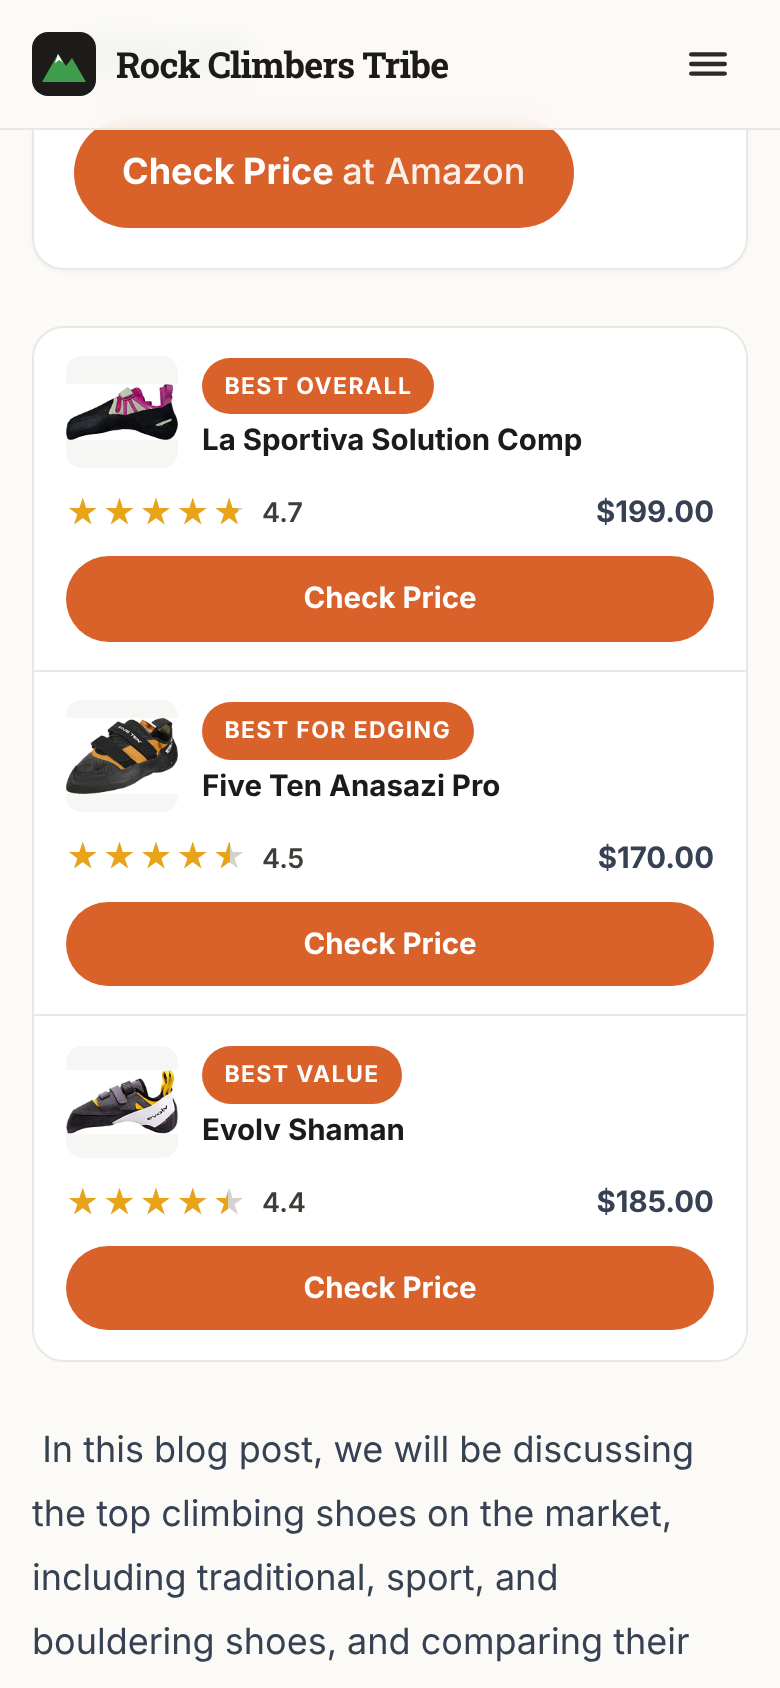 Rock Climbers Tribe
Check Price at Amazon
BEST OVERALL
La Sportiva Solution Comp
4.7
$199.00
Check Price
FIVE TEN
BEST FOR EDGING
Five Ten Anasazi Pro
4.5
$170.00
Check Price
evolv
BEST VALUE
Evolv Shaman
4.4
$185.00
Check Price
In this blog post, we will be discussing
the top climbing shoes on the market,
including traditional, sport, and
bouldering shoes, and comparing their